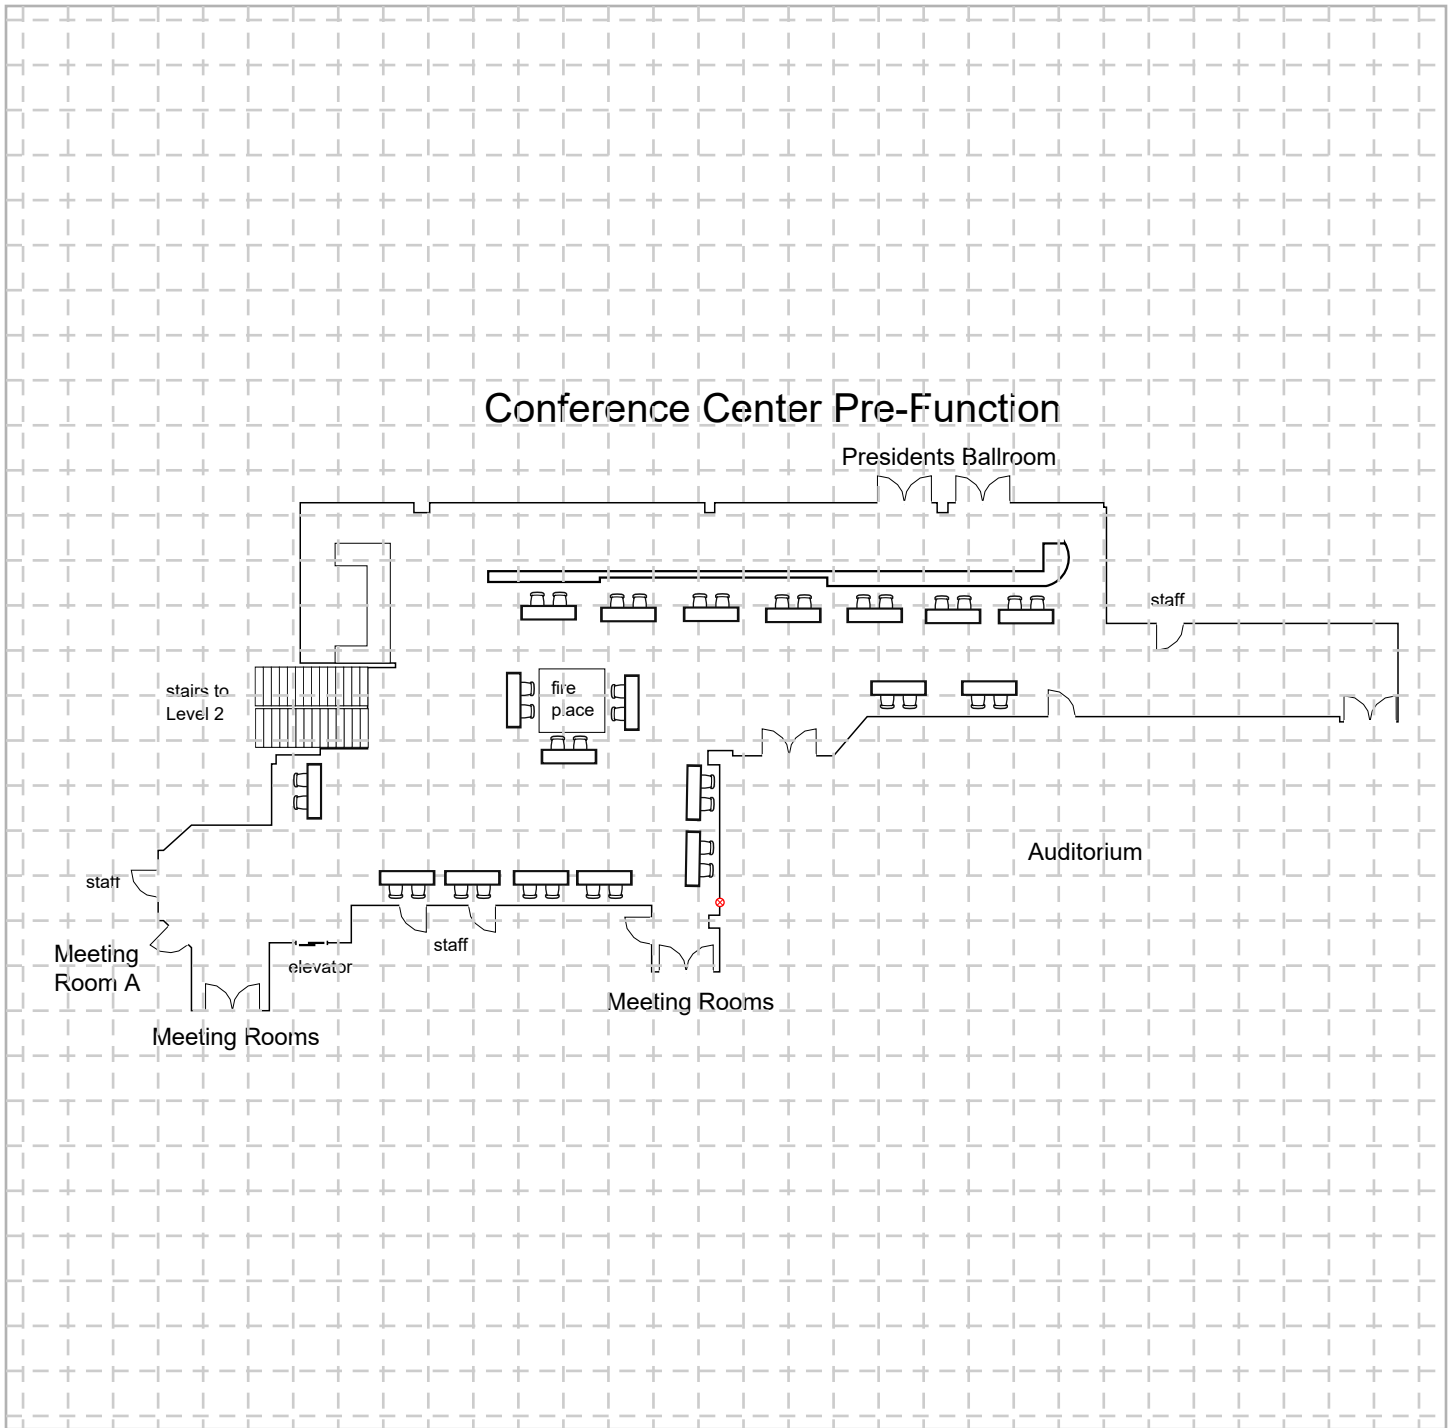 Conference Center Pre-Function
Presidents Ballroom
staff
stairs to
Level 2
fire
place
Auditorium
staff
Meeting
Room A
staff
elevator
Meeting Rooms
Meeting Rooms